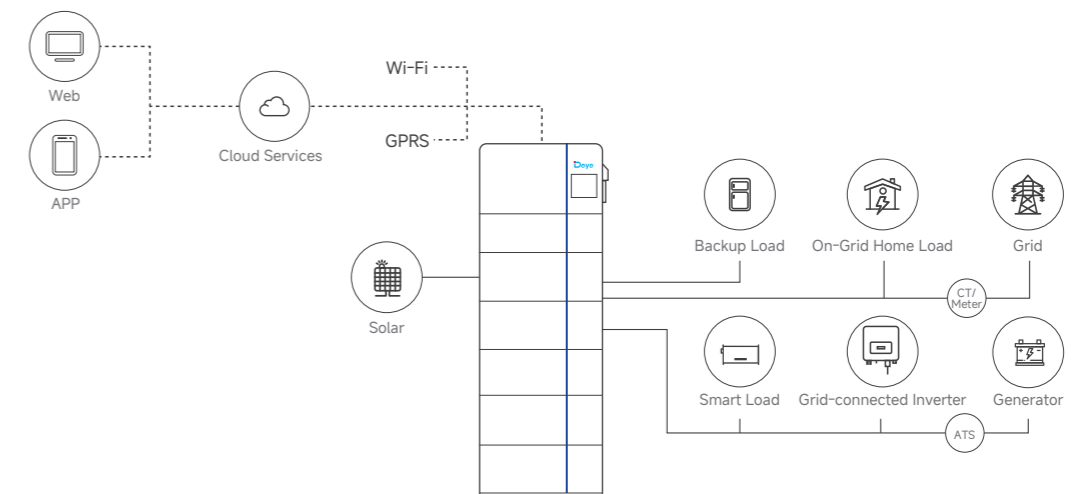 Web
APP
Cloud Services
Wi-Fi
GPRS
Deye
Solar
Backup Load
On-Grid Home Load
Grid
CT/
Meter
Smart Load
Grid-connected Inverter
Generator
ATS